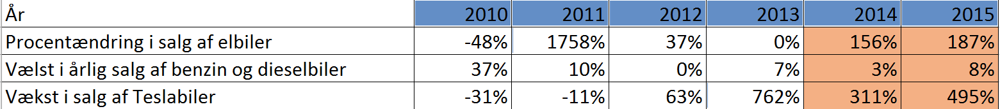 År 2010 2011 2012 2013 2014 2015
Procentændring i salg af elbiler -48% 1758% 37% 0% 156% 187%
Vælst i årlig salg af benzin og dieselbiler 37% 10% 0% 7% 3% 8%
Vækst i salg af Teslabiler -31% -11% 63% 762% 311% 495%